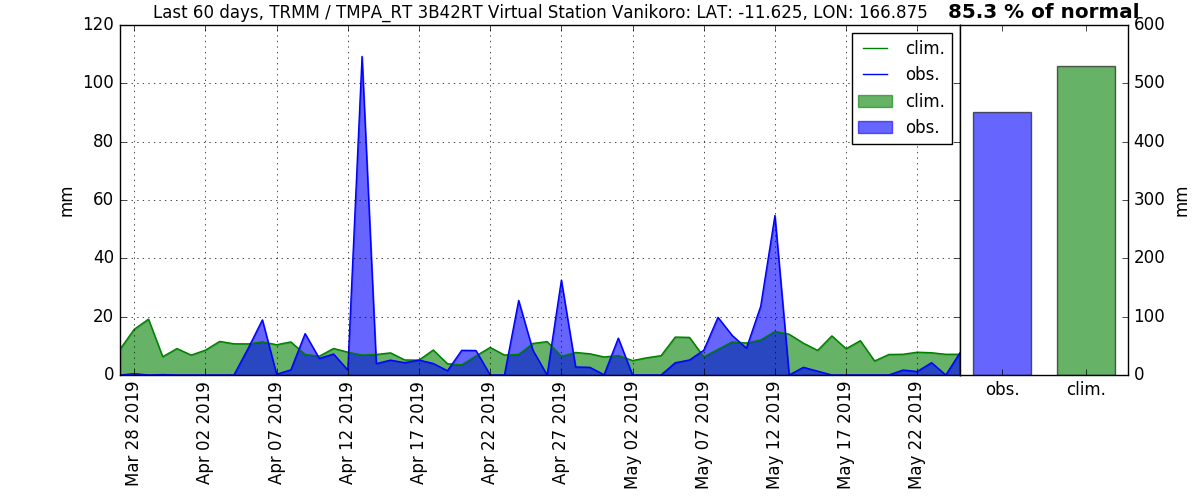 Last 60 days, TRMM / TMPA_RT 3B42RT Virtual Station Vanikoro: LAT: -11.625, LON: 166.875
85.3 % of normal
120
100
80
60
40
20
0
mm
clim.
obs.
clim.
obs.
600
500
400
300
200
100
0
mm
Mar 28 2019
Apr 02 2019
Apr 07 2019
Apr 12 2019
Apr 17 2019
Apr 22 2019
Apr 27 2019
May 02 2019
May 07 2019
May 12 2019
May 17 2019
May 22 2019
obs.
clim.